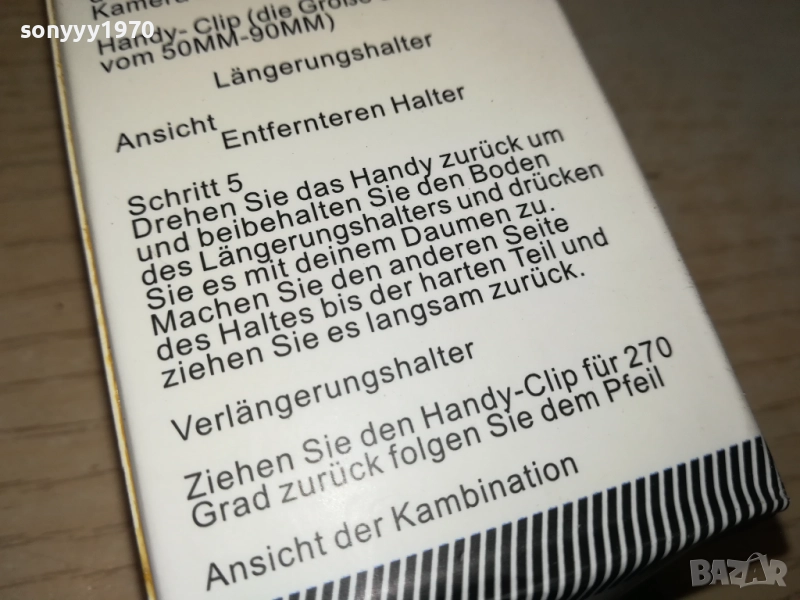 sonyyy1970
Kamera
Handy- Clip (die Größe
vom 50MM-90MM)
Längerungshalter
Ansicht
Entfernteren Halter
Schritt 5
Drehen Sie das Handy zurück um
und beibehalten Sie den Boden
des Längerungshalters und drücken
Sie es mit deinem Daumen zu.
Machen Sie den anderen Seite
des Haltes bis der harten Teil und
ziehen Sie es langsam zurück.
Verlängerungshalter
Ziehen Sie den Handy-Clip für 270
Grad zurück folgen Sie dem Pfeil
Ansicht der Kambination
BAZAR